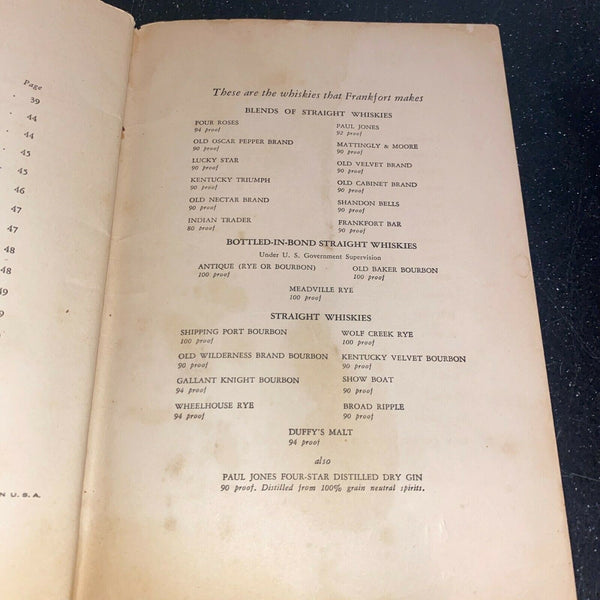 Page
39
44
44
45
45
46
47
47
48
48
49
9
9
N U.S.A.
These are the whiskies that Frankfort makes
BLENDS OF STRAIGHT WHISKIES
FOUR ROSES
94 proof
PAUL JONES
92 proof
OLD OSCAR PEPPER BRAND
90 proof
MATTINGLY & MOORE
90 proof
LUCKY STAR
90 proof
OLD VELVET BRAND
90 proof
KENTUCKY TRIUMPH
90 proof
OLD CABINET BRAND
90 proof
OLD NECTAR BRAND
90 proof
SHANDON BELLS
90 proof
INDIAN TRADER
80 proof
FRANKFORT BAR
90 proof
BOTTLED-IN-BOND STRAIGHT WHISKIES
Under U. S. Government Supervision
ANTIQUE (RYE OR BOURBON)
100 proof
OLD BAKER BOURBON
100 proof
MEADVILLE RYE
100 proof
STRAIGHT WHISKIES
SHIPPING PORT BOURBON
100 proof
WOLF CREEK RYE
100 proof
OLD WILDERNESS BRAND BOURBON
90 proof
KENTUCKY VELVET BOURBON
90 proof
GALLANT KNIGHT BOURBON
94 proof
SHOW BOAT
90 proof
WHEELHOUSE RYE
94 proof
BROAD RIPPLE
90 proof
DUFFY'S MALT
94 proof
also
PAUL JONES FOUR-STAR DISTILLED DRY GIN
90 proof. Distilled from 100% grain neutral spirits.